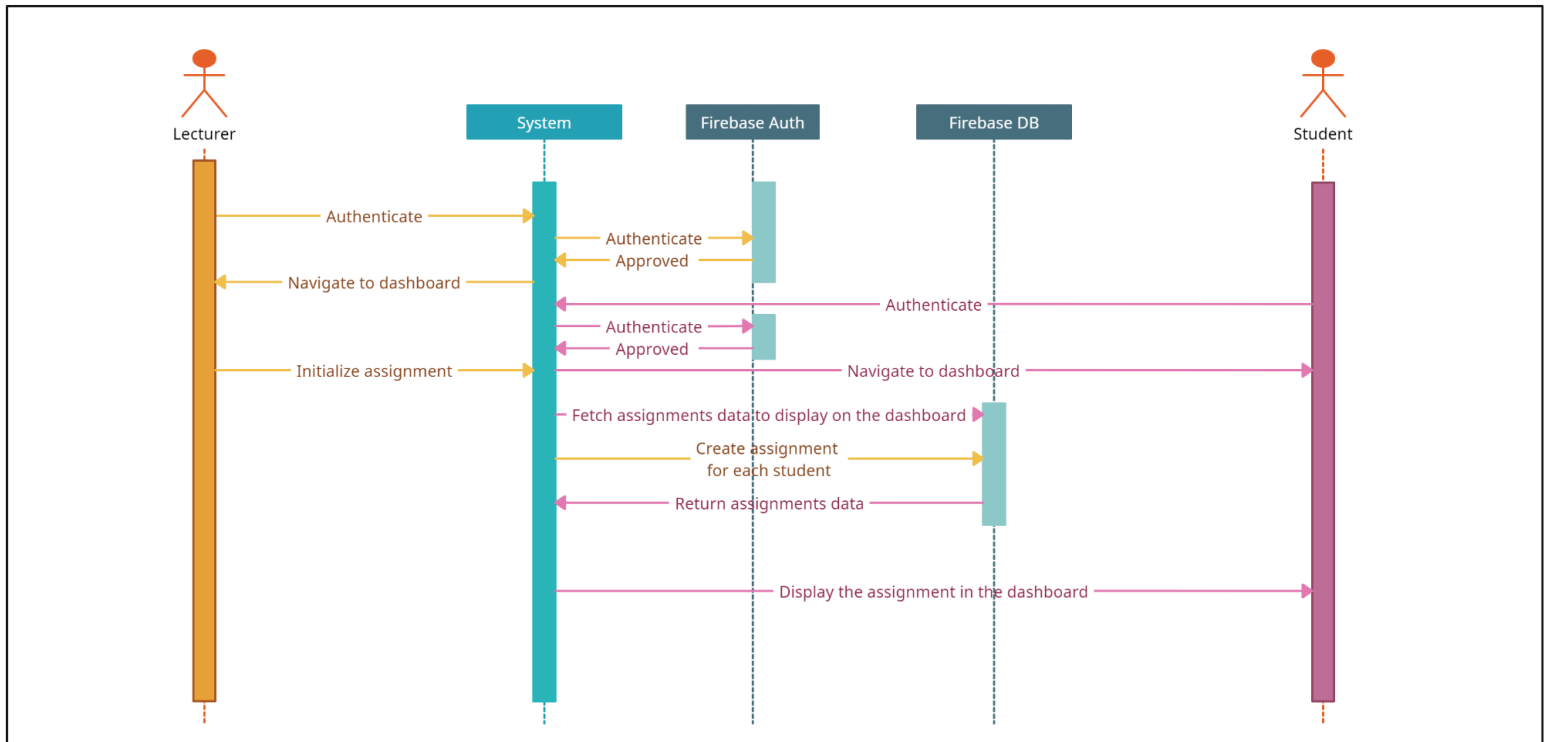 Lecturer
System
Firebase Auth
Firebase DB
Student
Authenticate
Authenticate
Approved
Navigate to dashboard
Authenticate
Authenticate
Approved
Initialize assignment
Navigate to dashboard
Fetch assignments data to display on the dashboard
Create assignment
for each student
Return assignments data
Display the assignment in the dashboard